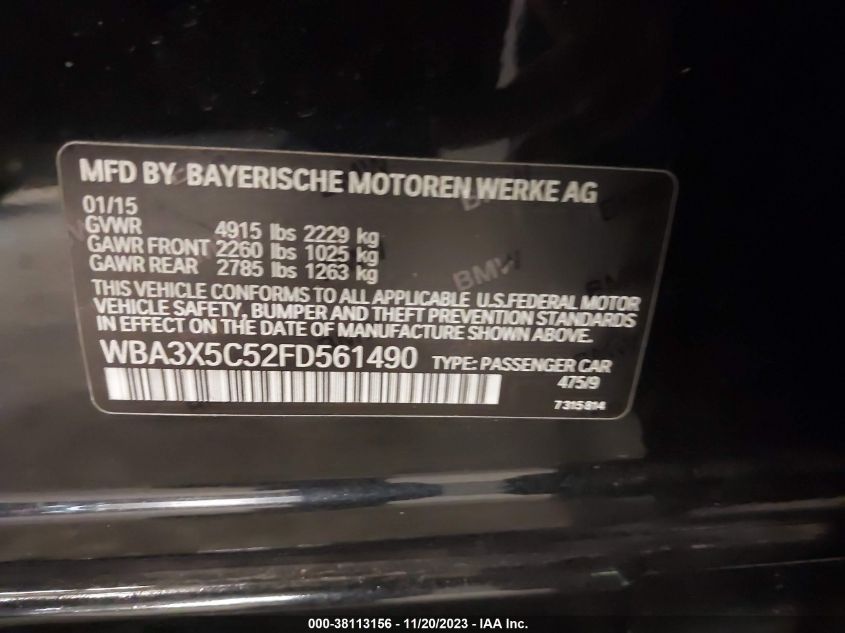 MFD BY BAYERISCHE MOTOREN WERKE AG
01/15
GVWR 4915 lbs 2229 kg
GAWR FRONT 2260 lbs 1025 kg
GAWR REAR 2785 lbs 1263 kg
THIS VEHICLE CONFORMS TO ALL APPLICABLE U.S.FEDERAL MOTOR
VEHICLE SAFETY, BUMPER AND THEFT PREVENTION STANDARDS
IN EFFECT ON THE DATE OF MANUFACTURE SHOWN ABOVE.
WBA3X5C52FD561490 TYPE: PASSENGER CAR
475/9
7315814
BMW
000-38113156 — 11/20/2023 — IAA Inc.